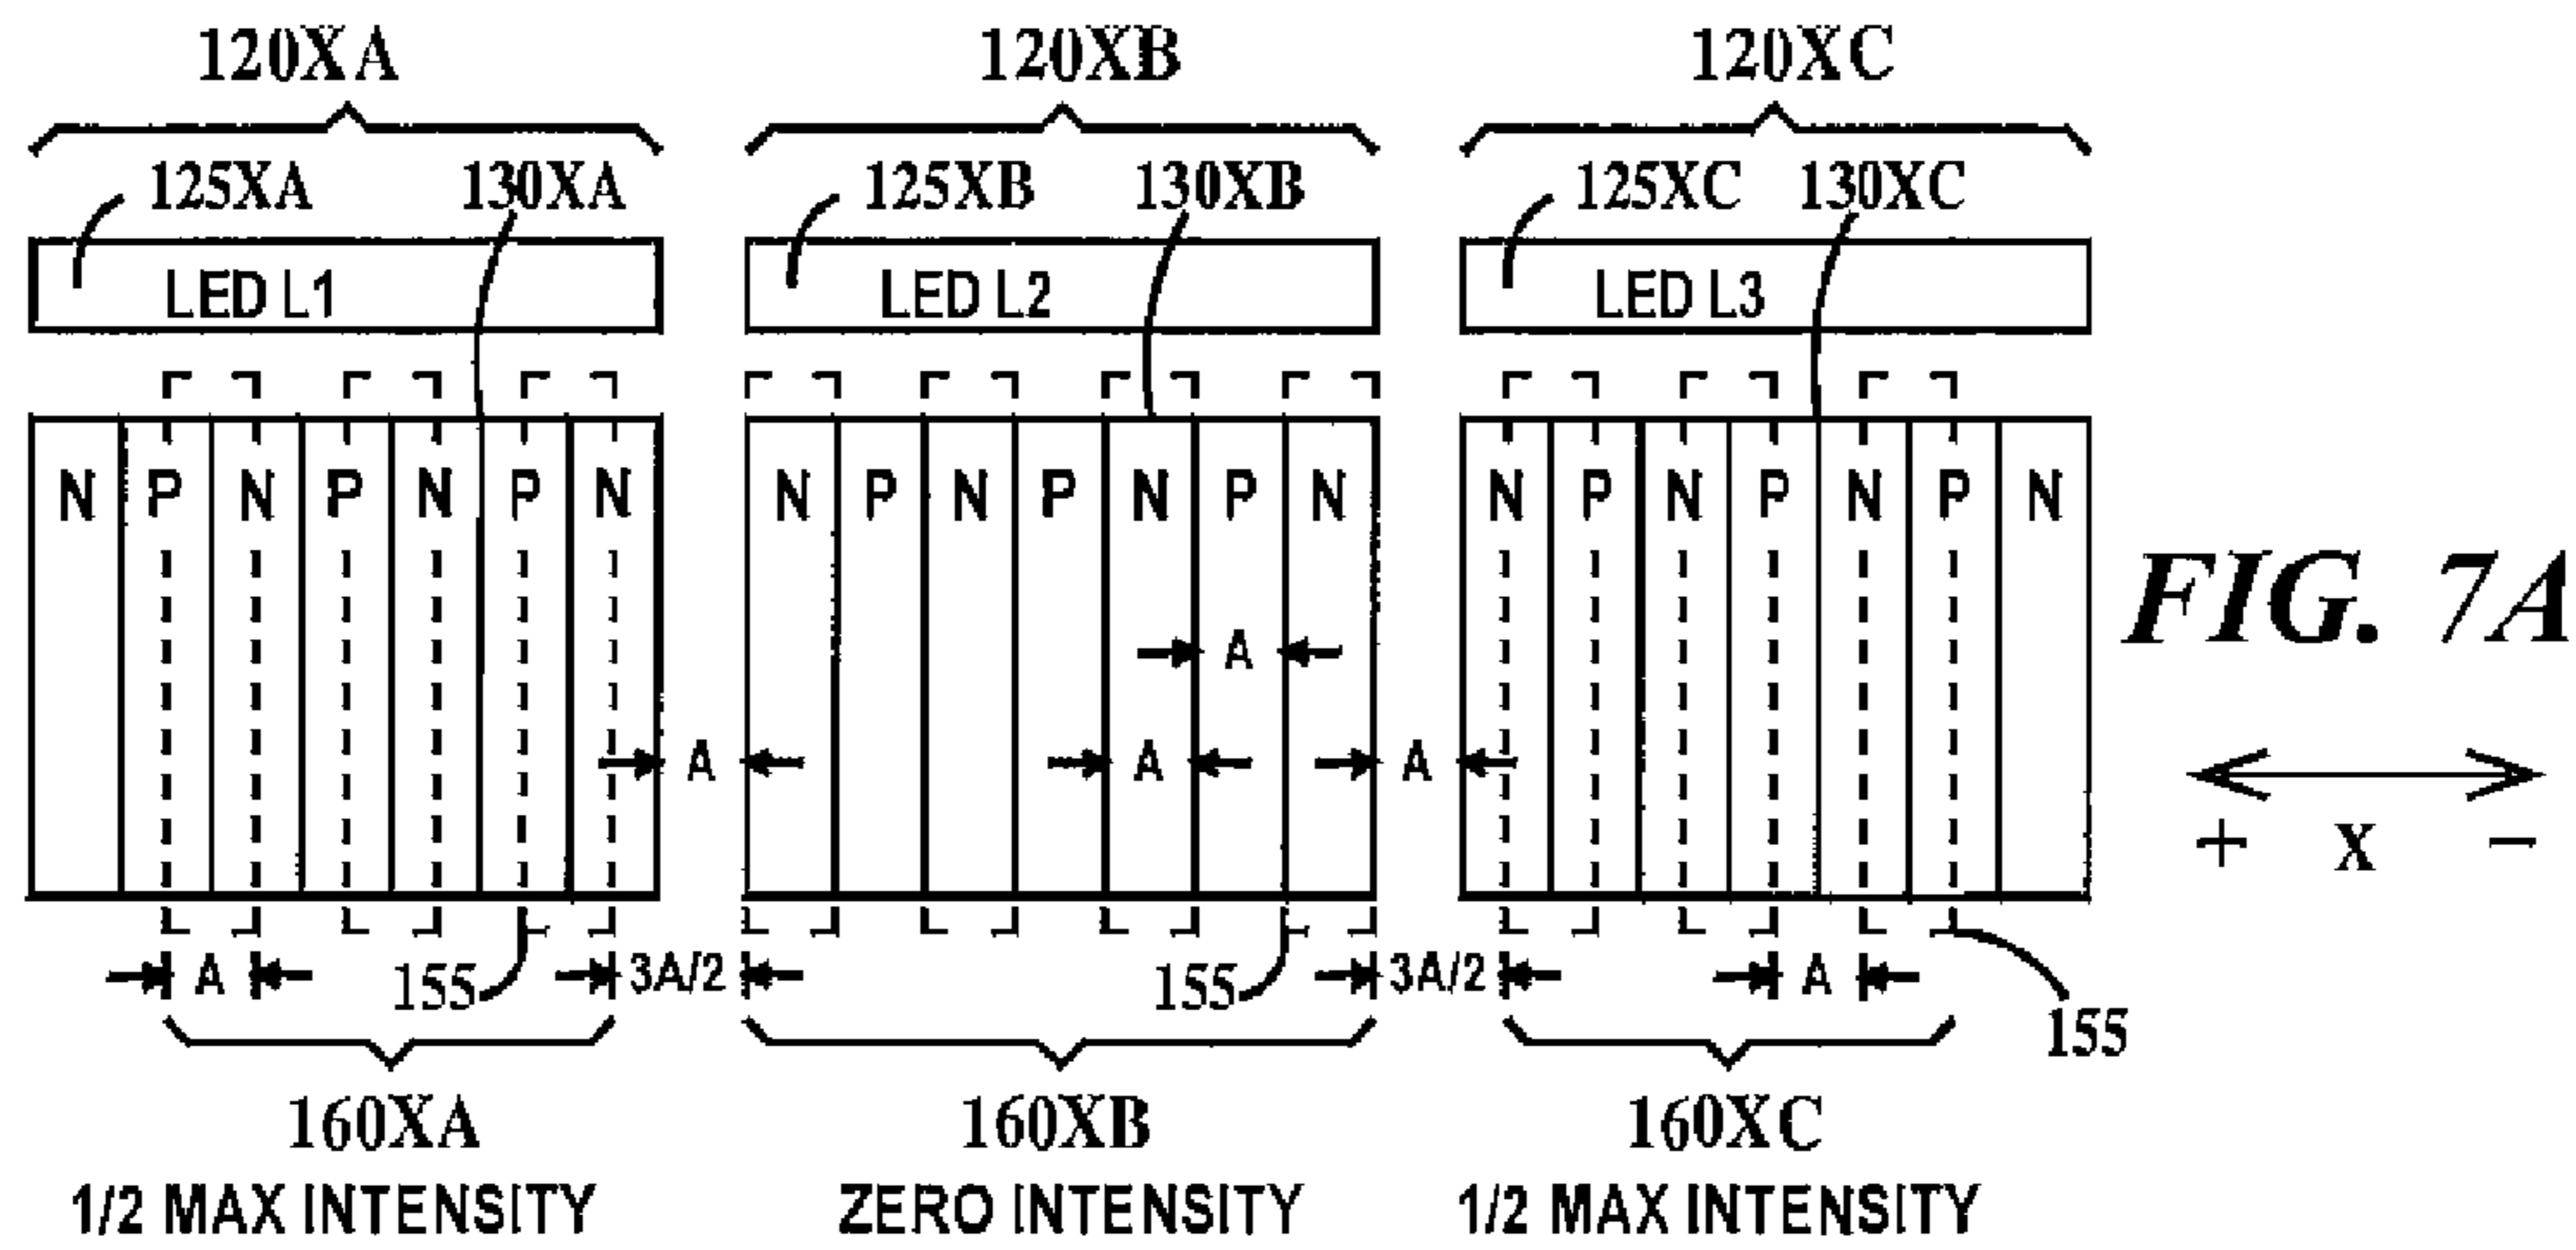 120XA 120XB 120XC
125XA 130XA 125XB 130XB 125XC 130XC
LED L1 LED L2 LED L3
N P N P N P N N P N P N P N N P N P N P N
FIG. 7A
A
A A A
+ x −
A 155 3A/2 155 3A/2 A 155
160XA 160XB 160XC
1/2 MAX INTENSITY ZERO INTENSITY 1/2 MAX INTENSITY